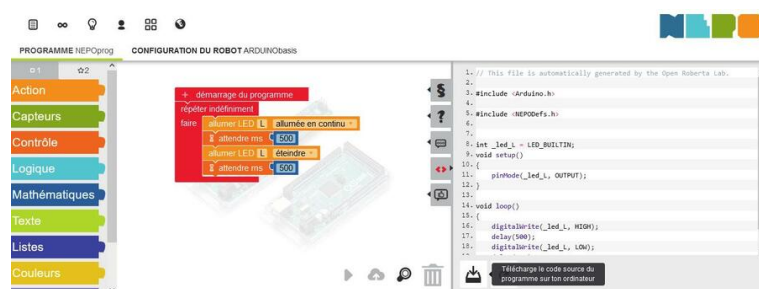 NEPO
PROGRAMME NEPOprog
CONFIGURATION DU ROBOT ARDUINObasis
1
2
Action
Capteurs
Contrôle
Logique
Mathématiques
Texte
Listes
Couleurs
+ démarrage du programme
répéter indéfiniment
faire allumer LED L allumée en continu
attendre ms 500
allumer LED L éteindre
attendre ms 500
§
?
<>
1. // This file is automatically generated by the Open Roberta Lab.
2.
3. #include <Arduino.h>
4.
5. #include <NEPODefs.h>
6.
7.
8. int _led_L = LED_BUILTIN;
9. void setup()
10. {
11. pinMode(_led_L, OUTPUT);
12. }
13.
14. void loop()
15. {
16. digitalWrite(_led_L, HIGH);
17. delay(500);
18. digitalWrite(_led_L, LOW);
Télécharge le code source du
programme sur ton ordinateur